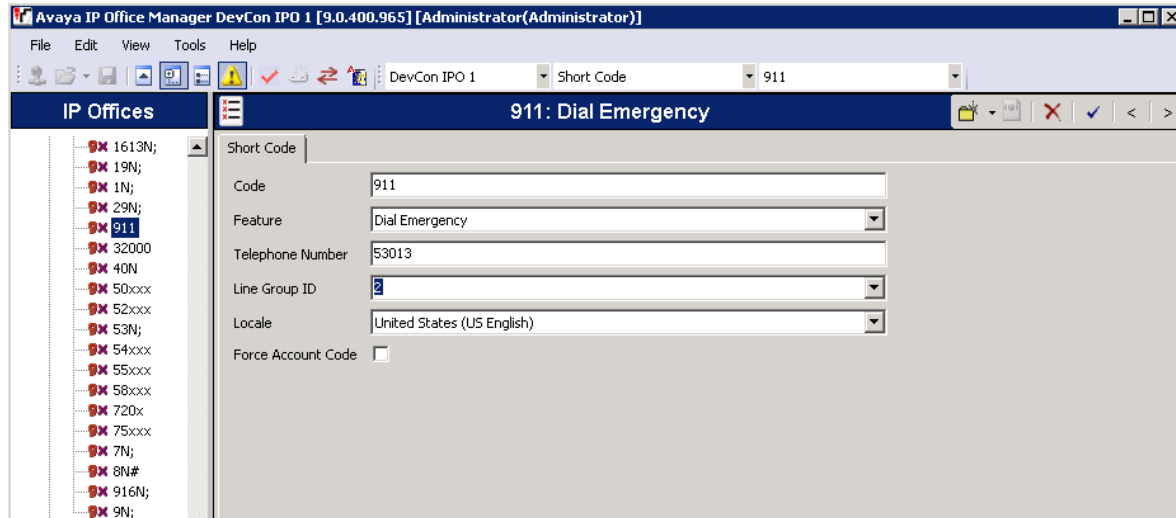 Avaya IP Office Manager DevCon IPO 1 [9.0.400.965] [Administrator(Administrator)]
File Edit View Tools Help
DevCon IPO 1 Short Code 911
IP Offices
911: Dial Emergency
1613N;
19N;
1N;
29N;
911
32000
40N
50xxx
52xxx
53N;
54xxx
55xxx
58xxx
720x
75xxx
7N;
8N#
916N;
9N;
Short Code
Code 911
Feature Dial Emergency
Telephone Number 53013
Line Group ID 2
Locale United States (US English)
Force Account Code